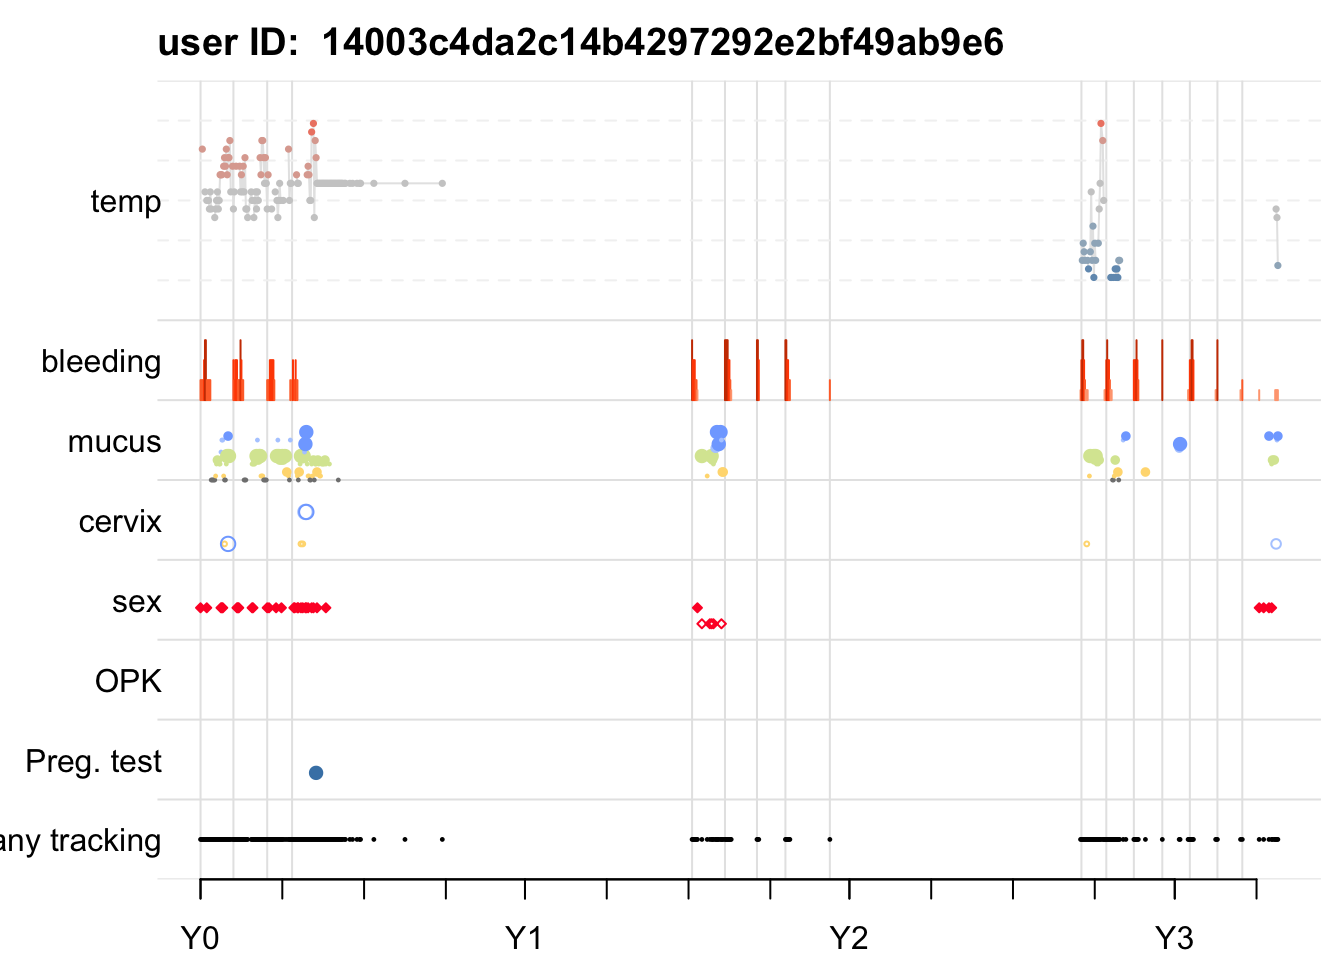 user ID:  14003c4da2c14b4297292e2bf49ab9e6
temp
bleeding
mucus
cervix
sex
OPK
Preg. test
any tracking
Y0 Y1 Y2 Y3